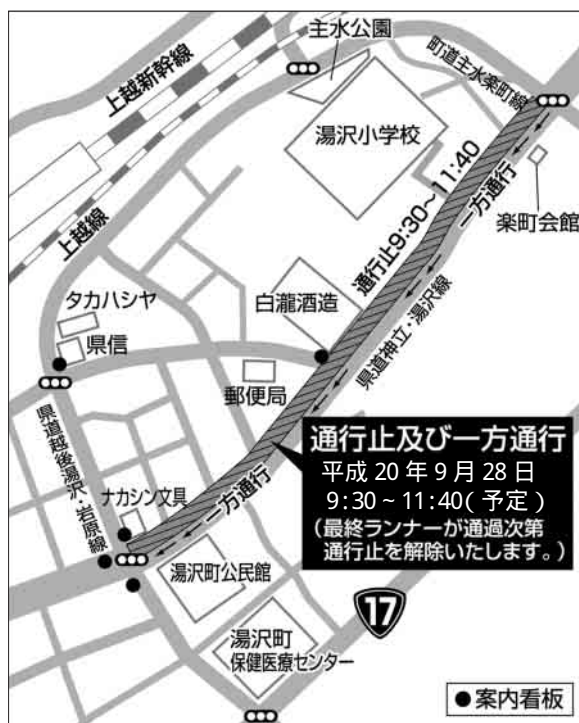 主水公園
上越新幹線
町道主水楽町線
湯沢小学校
通行止9:30～11:40
一方通行
楽町会館
上越線
タカハシヤ
県信
白瀧酒造
県道神立・湯沢線
郵便局
県道越後湯沢・岩原線
ナカシン文具
一方通行
通行止及び一方通行
平成20年9月28日
9:30~11:40(予定)
(最終ランナーが通過次第
通行止を解除いたします。)
湯沢町公民館
17
湯沢町
保健医療センター
●案内看板